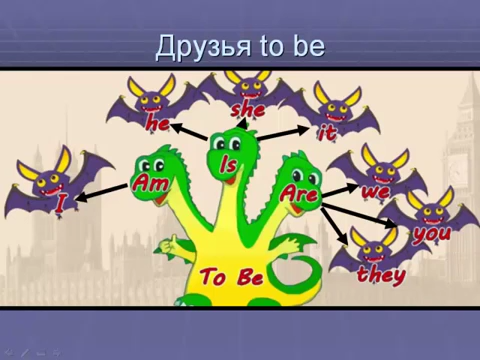 Друзья to be
he
she
it
I
Am
Is
Are
we
you
they
To Be